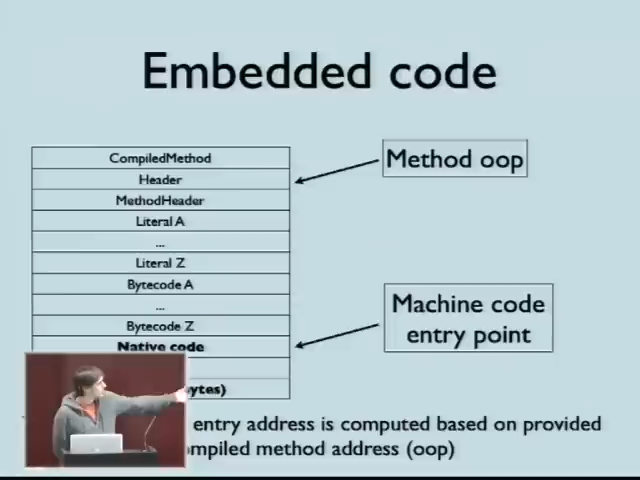 Embedded code
CompiledMethod
Header
MethodHeader
Literal A
...
Literal Z
Bytecode A
...
Bytecode Z
Native code
ytes)
Method oop
Machine code
entry point
entry address is computed based on provided
mpiled method address (oop)